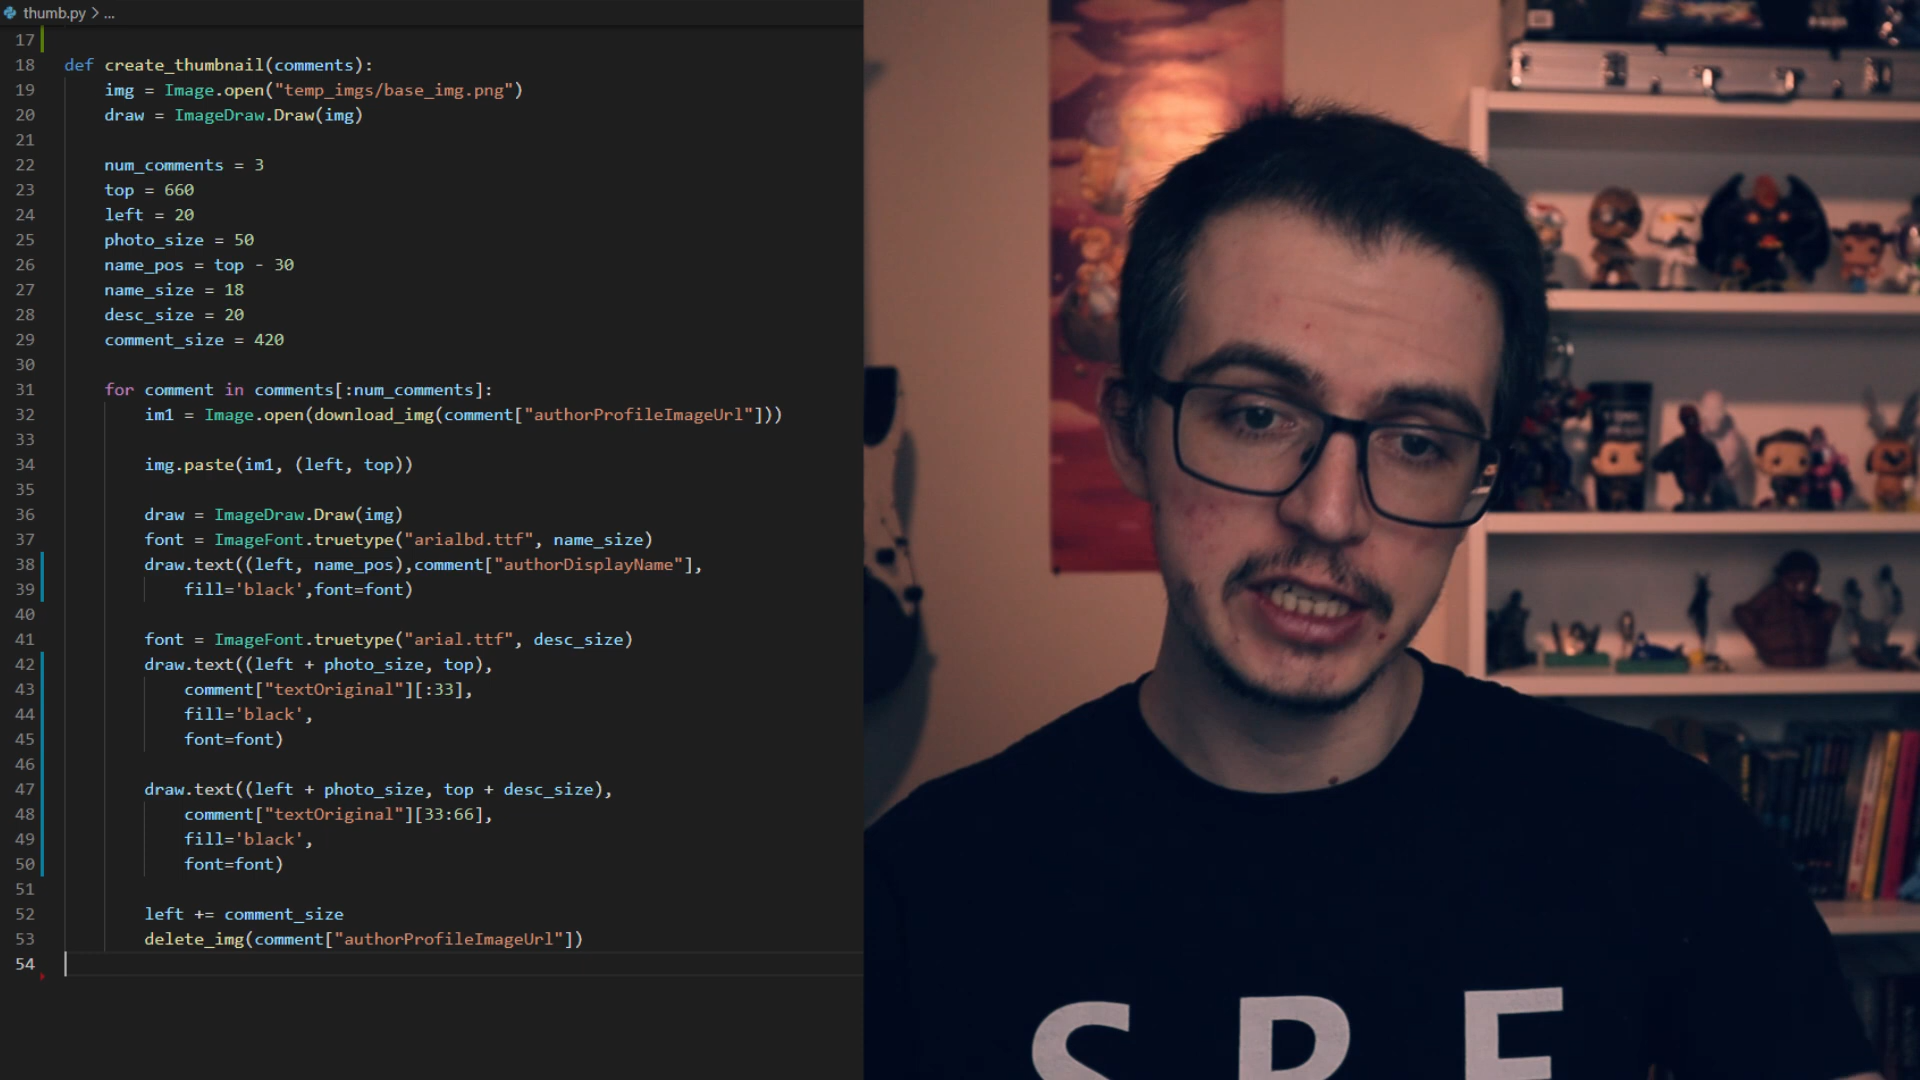 thumb.py > ...
17
18 def create_thumbnail(comments):
19 img = Image.open("temp_imgs/base_img.png")
20 draw = ImageDraw.Draw(img)
21
22 num_comments = 3
23 top = 660
24 left = 20
25 photo_size = 50
26 name_pos = top - 30
27 name_size = 18
28 desc_size = 20
29 comment_size = 420
30
31 for comment in comments[:num_comments]:
32 im1 = Image.open(download_img(comment["authorProfileImageUrl"]))
33
34 img.paste(im1, (left, top))
35
36 draw = ImageDraw.Draw(img)
37 font = ImageFont.truetype("arialbd.ttf", name_size)
38 draw.text((left, name_pos),comment["authorDisplayName"],
39 fill='black',font=font)
40
41 font = ImageFont.truetype("arial.ttf", desc_size)
42 draw.text((left + photo_size, top),
43 comment["textOriginal"][:33],
44 fill='black',
45 font=font)
46
47 draw.text((left + photo_size, top + desc_size),
48 comment["textOriginal"][33:66],
49 fill='black',
50 font=font)
51
52 left += comment_size
53 delete_img(comment["authorProfileImageUrl"])
54